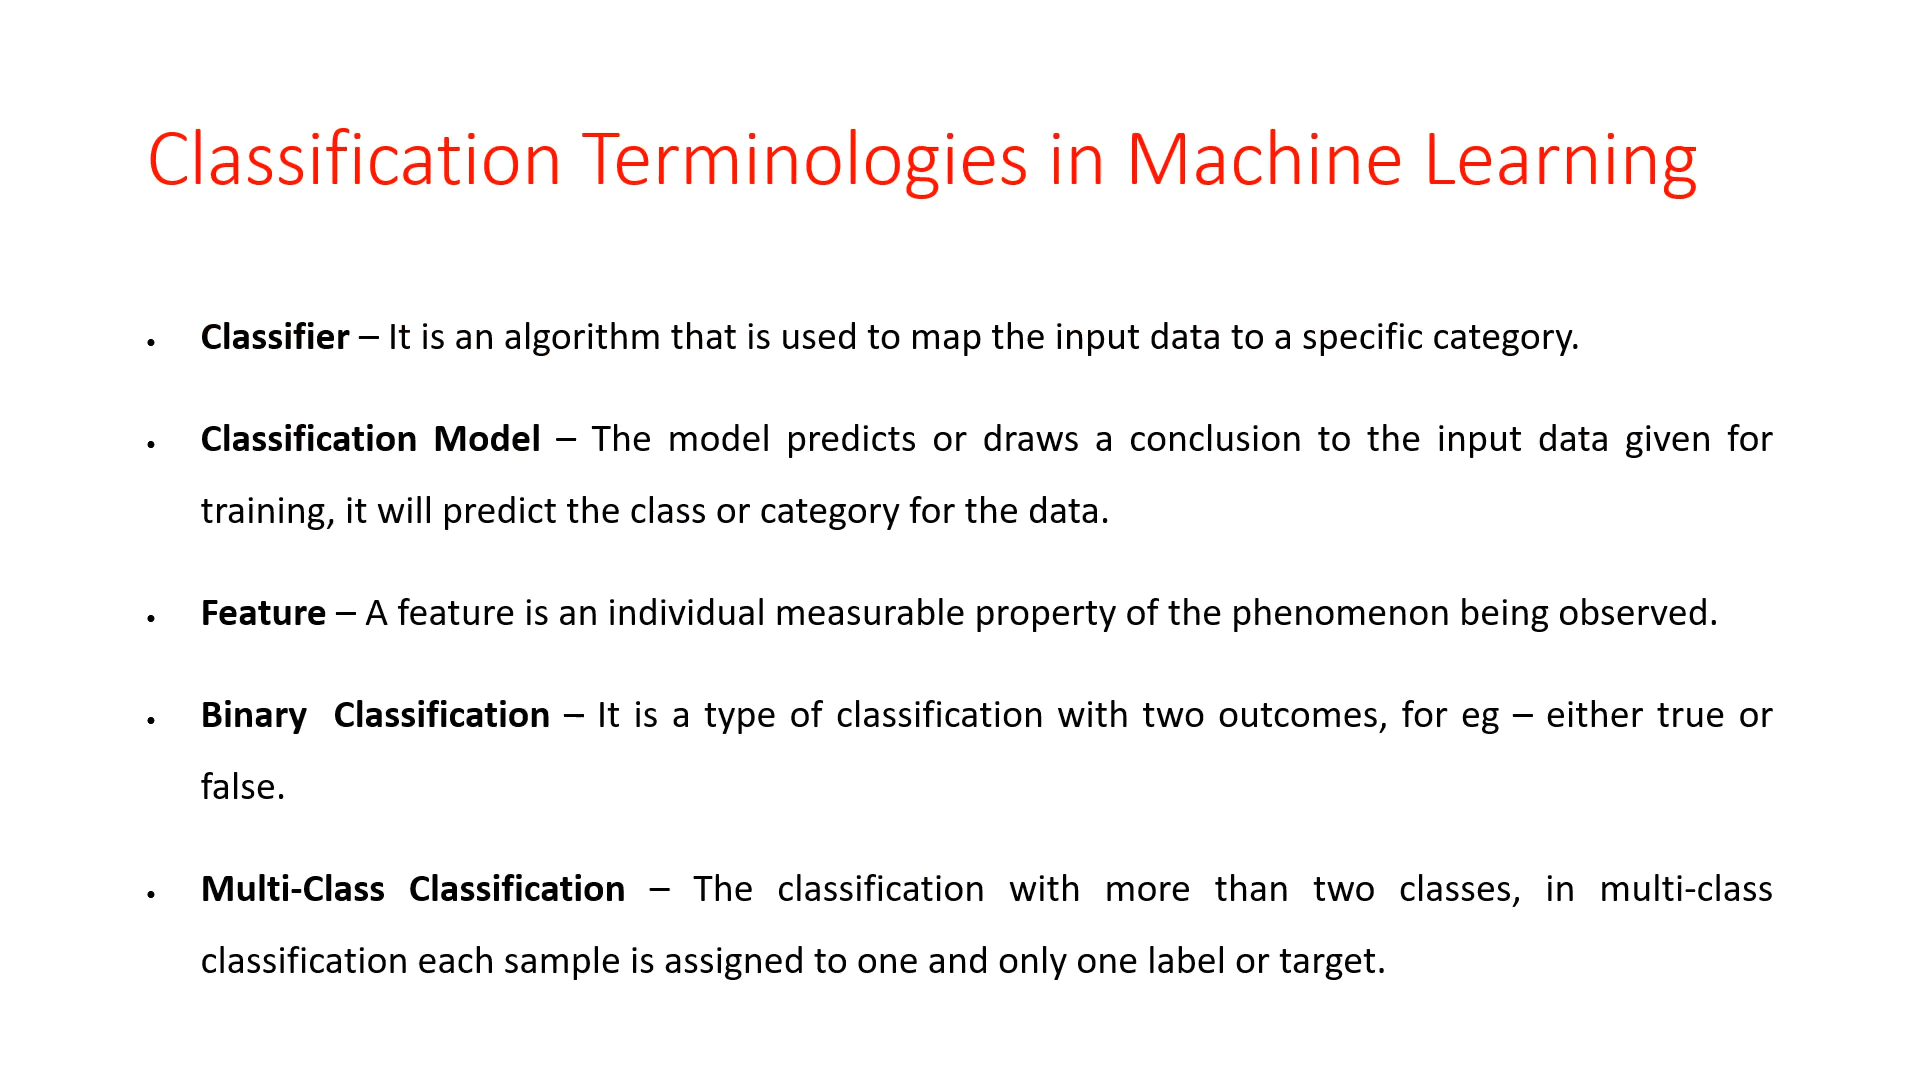 Classification Terminologies in Machine Learning
• Classifier – It is an algorithm that is used to map the input data to a specific category.
• Classification Model – The model predicts or draws a conclusion to the input data given for
training, it will predict the class or category for the data.
• Feature – A feature is an individual measurable property of the phenomenon being observed.
• Binary Classification – It is a type of classification with two outcomes, for eg – either true or
false.
• Multi-Class Classification – The classification with more than two classes, in multi-class
classification each sample is assigned to one and only one label or target.